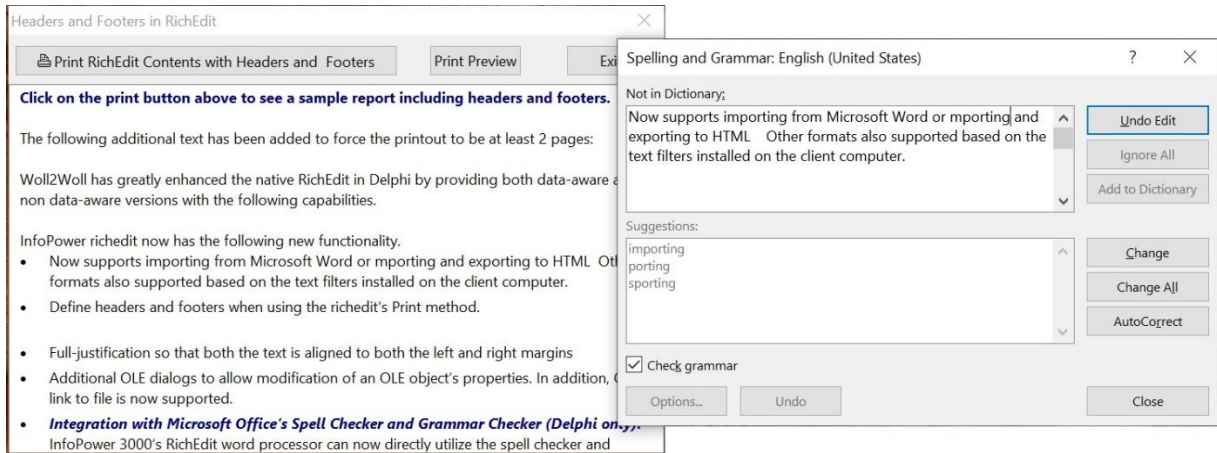 Headers and Footers in RichEdit
Print RichEdit Contents with Headers and Footers
Print Preview
Click on the print button above to see a sample report including headers and footers.
The following additional text has been added to force the printout to be at least 2 pages:
Woll2Woll has greatly enhanced the native RichEdit in Delphi by providing both data-aware
non data-aware versions with the following capabilities.
InfoPower richedit now has the following new functionality.
• Now supports importing from Microsoft Word or mporting and exporting to HTML
formats also supported based on the text filters installed on the client computer.
• Define headers and footers when using the richedit's Print method.
• Full-justification so that both the text is aligned to both the left and right margins
• Additional OLE dialogs to allow modification of an OLE object's properties. In addition,
link to file is now supported.
• Integration with Microsoft Office's Spell Checker and Grammar Checker (Delphi only).
InfoPower 3000's RichEdit word processor can now directly utilize the spell checker and
Spelling and Grammar: English (United States)
?
Not in Dictionary:
Now supports importing from Microsoft Word or mporting and
exporting to HTML Other formats also supported based on the
text filters installed on the client computer.
Undo Edit
Ignore All
Add to Dictionary
Suggestions:
importing
porting
sporting
Change
Change All
AutoCorrect
Check grammar
Options...
Undo
Close